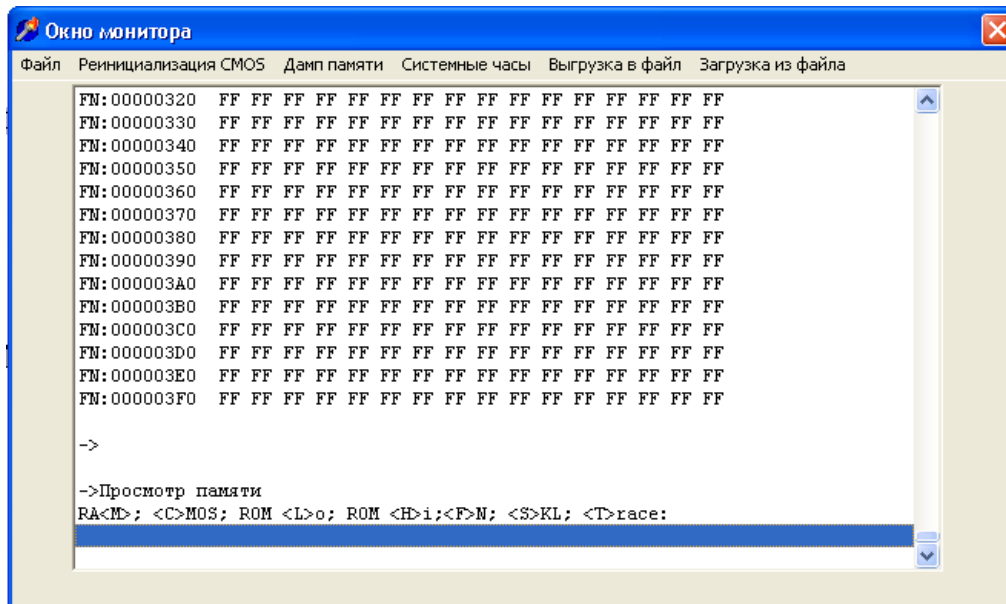 Окно монитора
Файл Реинициализация CMOS Дамп памяти Системные часы Выгрузка в файл Загрузка из файла
FN:00000320 FF FF FF FF FF FF FF FF FF FF FF FF FF FF FF FF
FN:00000330 FF FF FF FF FF FF FF FF FF FF FF FF FF FF FF FF
FN:00000340 FF FF FF FF FF FF FF FF FF FF FF FF FF FF FF FF
FN:00000350 FF FF FF FF FF FF FF FF FF FF FF FF FF FF FF FF
FN:00000360 FF FF FF FF FF FF FF FF FF FF FF FF FF FF FF FF
FN:00000370 FF FF FF FF FF FF FF FF FF FF FF FF FF FF FF FF
FN:00000380 FF FF FF FF FF FF FF FF FF FF FF FF FF FF FF FF
FN:00000390 FF FF FF FF FF FF FF FF FF FF FF FF FF FF FF FF
FN:000003A0 FF FF FF FF FF FF FF FF FF FF FF FF FF FF FF FF
FN:000003B0 FF FF FF FF FF FF FF FF FF FF FF FF FF FF FF FF
FN:000003C0 FF FF FF FF FF FF FF FF FF FF FF FF FF FF FF FF
FN:000003D0 FF FF FF FF FF FF FF FF FF FF FF FF FF FF FF FF
FN:000003E0 FF FF FF FF FF FF FF FF FF FF FF FF FF FF FF FF
FN:000003F0 FF FF FF FF FF FF FF FF FF FF FF FF FF FF FF FF
->
->Просмотр памяти
RA<M>; <C>MOS; ROM <L>o; ROM <H>i;<F>N; <S>KL; <T>race: